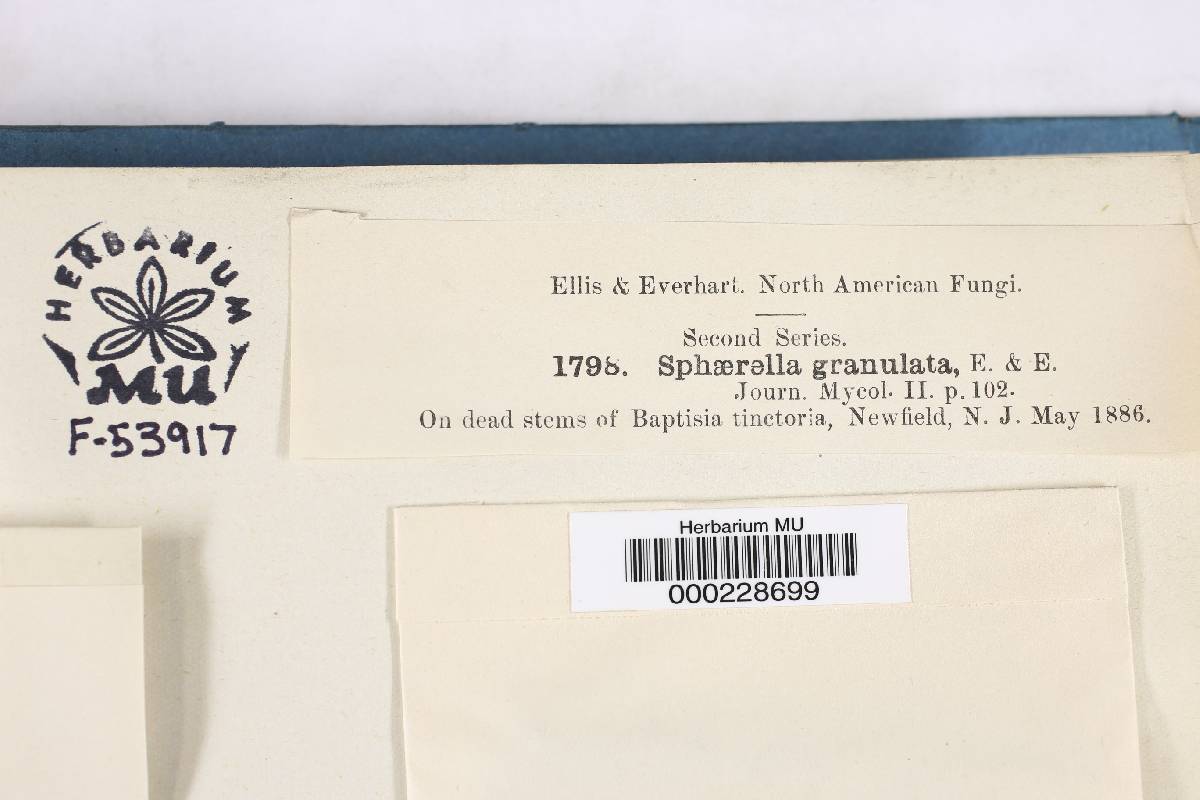 HERBARIUM
MU
F-53917
Ellis & Everhart. North American Fungi.
Second Series.
1798. Sphærella granulata, E. & E.
Journ. Mycol. II. p. 102.
On dead stems of Baptisia tinctoria, Newfield, N. J. May 1886.
Herbarium MU
000228699